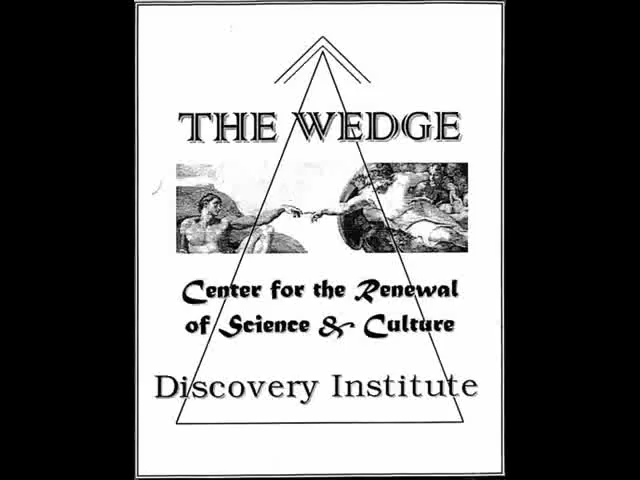 THE WEDGE
Center for the Renewal
of Science & Culture
Discovery Institute